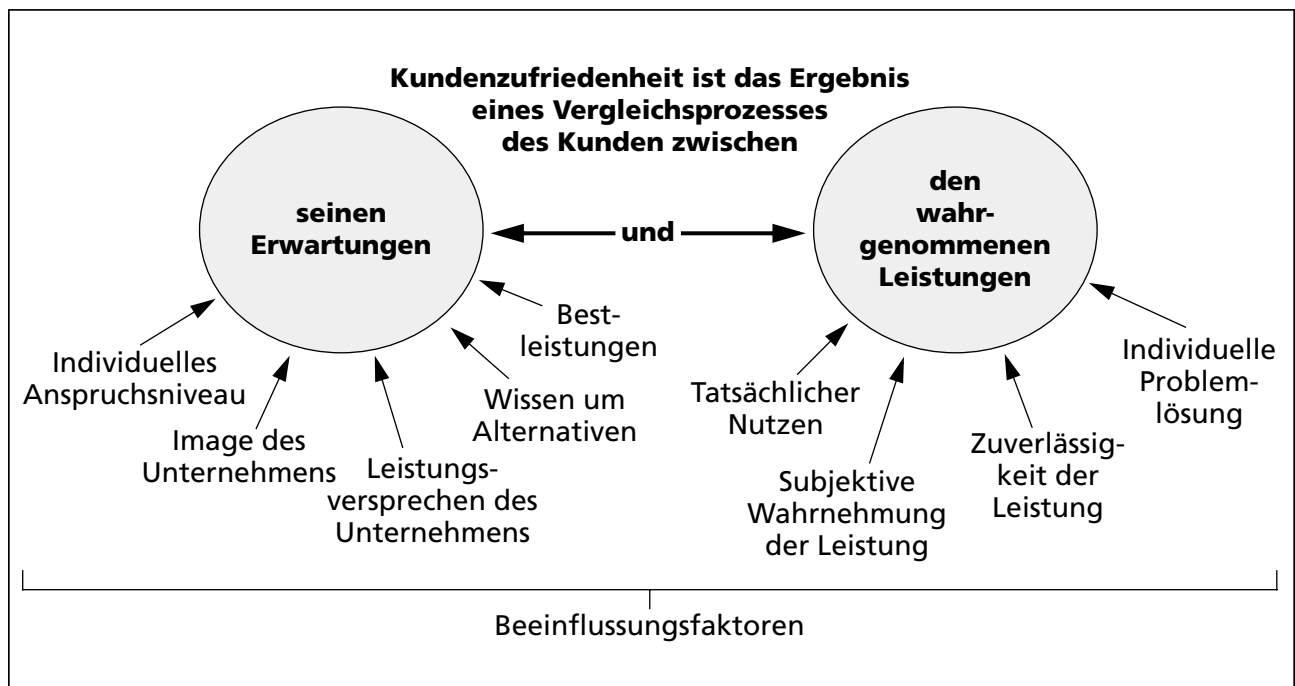 Kundenzufriedenheit ist das Ergebnis
eines Vergleichsprozesses
des Kunden zwischen
seinen
Erwartungen
und
den
wahr-
genommenen
Leistungen
Individuelles
Anspruchsniveau
Image des
Unternehmens
Leistungs-
versprechen des
Unternehmens
Wissen um
Alternativen
Best-
leistungen
Tatsächlicher
Nutzen
Subjektive
Wahrnehmung
der Leistung
Zuverlässig-
keit der
Leistung
Individuelle
Problem-
lösung
Beeinflussungsfaktoren